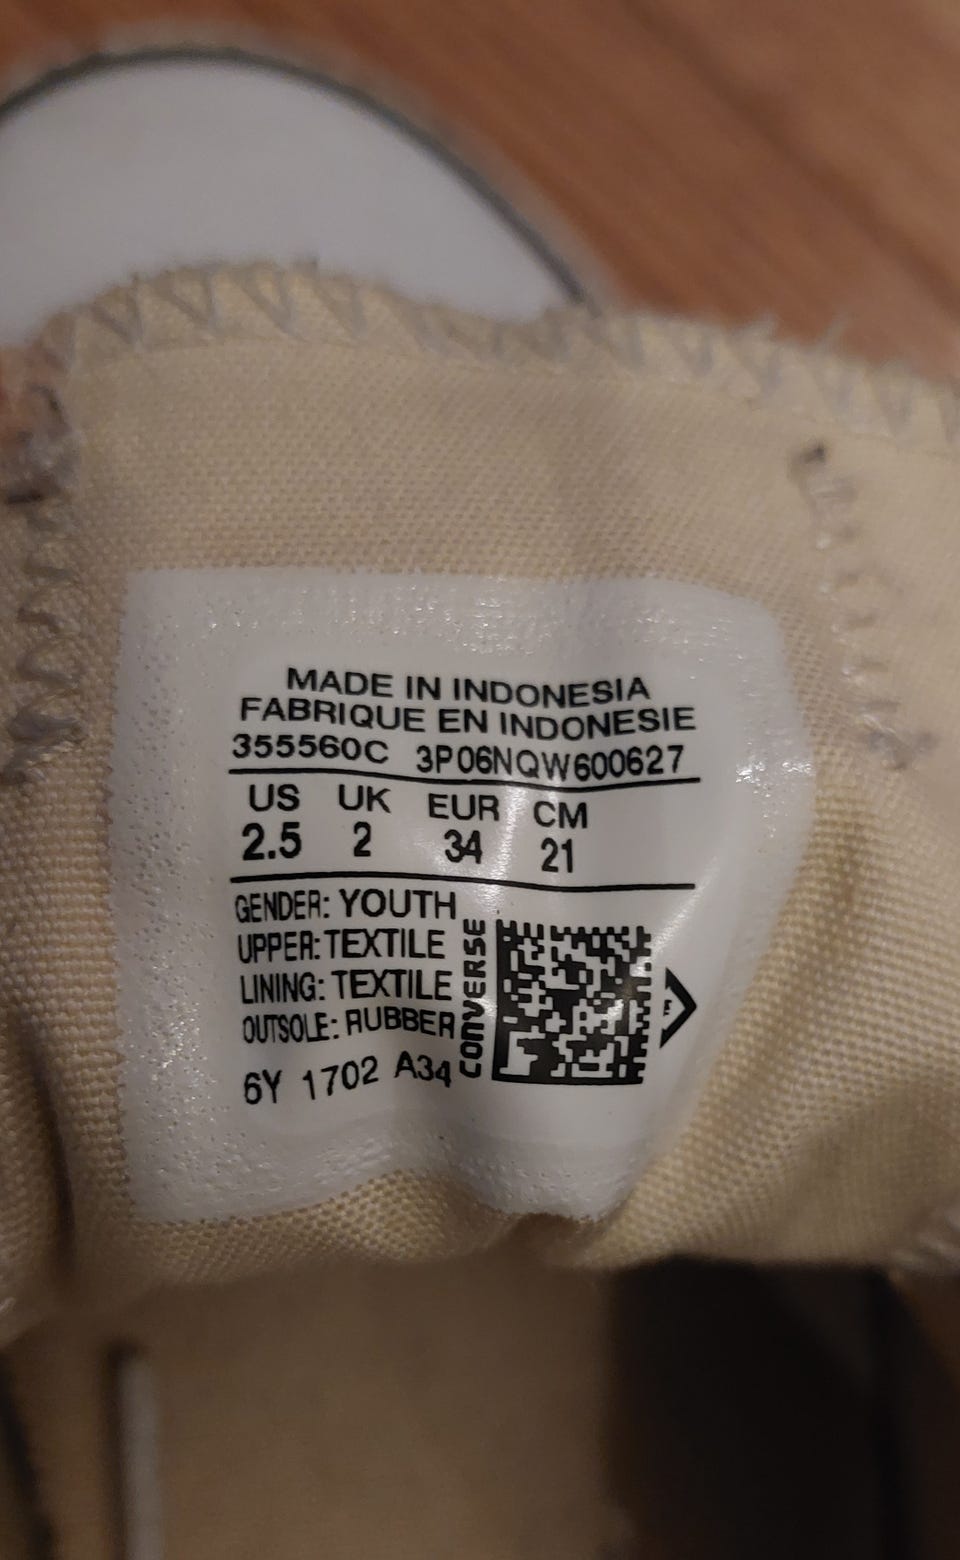 MADE IN INDONESIA
FABRIQUE EN INDONESIE
355560C 3P06NQW600627
US UK EUR CM
2.5 2 34 21
GENDER: YOUTH
UPPER: TEXTILE
LINING: TEXTILE
OUTSOLE: RUBBER
6Y 1702 A34
CONVERSE